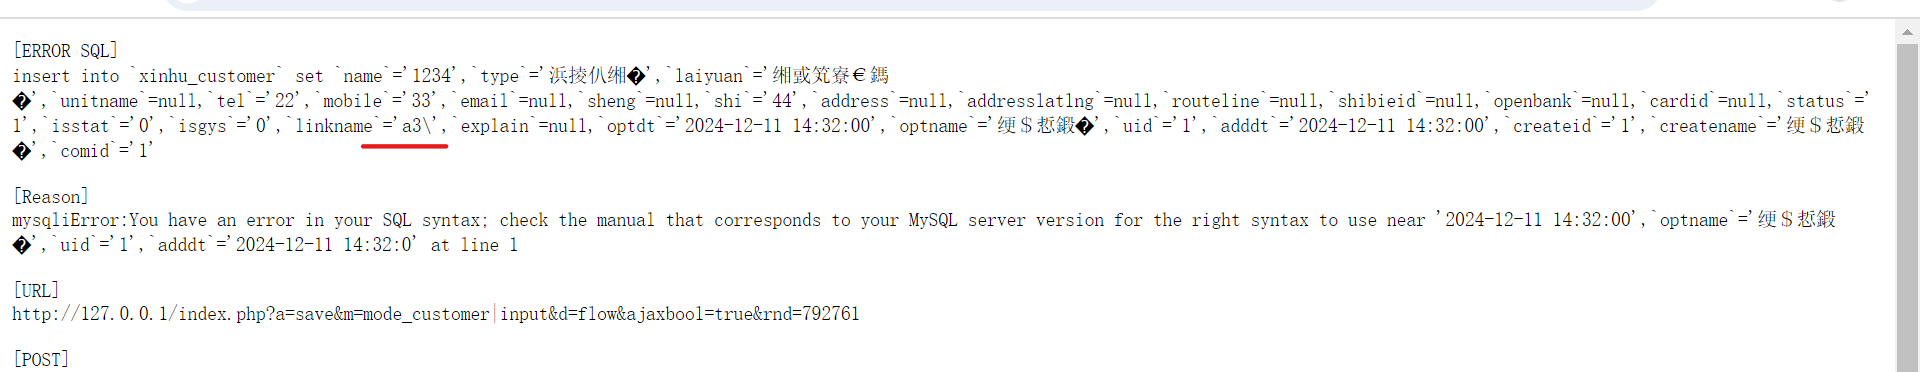 [ERROR SQL]
insert into `xinhu_customer` set `name`='1234',`type`='浜掕仈缃�',`laiyuan`='缃戜笂寮€鎷
�',`unitname`=null,`tel`='22',`mobile`='33',`email`=null,`sheng`=null,`shi`='44',`address`=null,`addresslatlng`=null,`routeline`=null,`shibieid`=null,`openbank`=null,`cardid`=null,`status`='
1',`isstat`='0',`isgys`='0',`linkname`='a3\',`explain`=null,`optdt`='2024-12-11 14:32:00',`optname`='绠＄悊鍛�',`uid`='1',`adddt`='2024-12-11 14:32:00',`createid`='1',`createname`='绠＄悊鍛
�',`comid`='1'
[Reason]
mysqliError:You have an error in your SQL syntax; check the manual that corresponds to your MySQL server version for the right syntax to use near '2024-12-11 14:32:00',`optname`='绠＄悊鍛
�',`uid`='1',`adddt`='2024-12-11 14:32:0' at line 1
[URL]
http://127.0.0.1/index.php?a=save&m=mode_customer|input&d=flow&ajaxbool=true&rnd=792761
[POST]